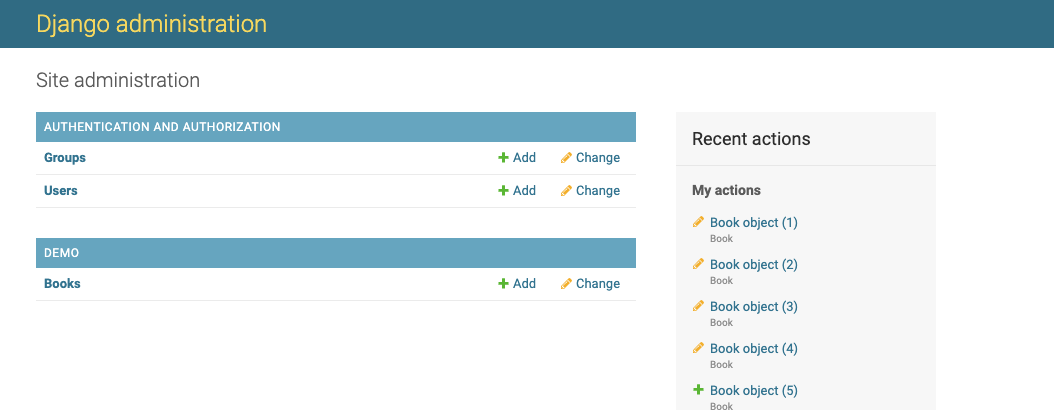 Django administration
Site administration
AUTHENTICATION AND AUTHORIZATION
Groups Add Change
Users Add Change
DEMO
Books Add Change
Recent actions
My actions
Book object (1)
Book
Book object (2)
Book
Book object (3)
Book
Book object (4)
Book
Book object (5)
Book